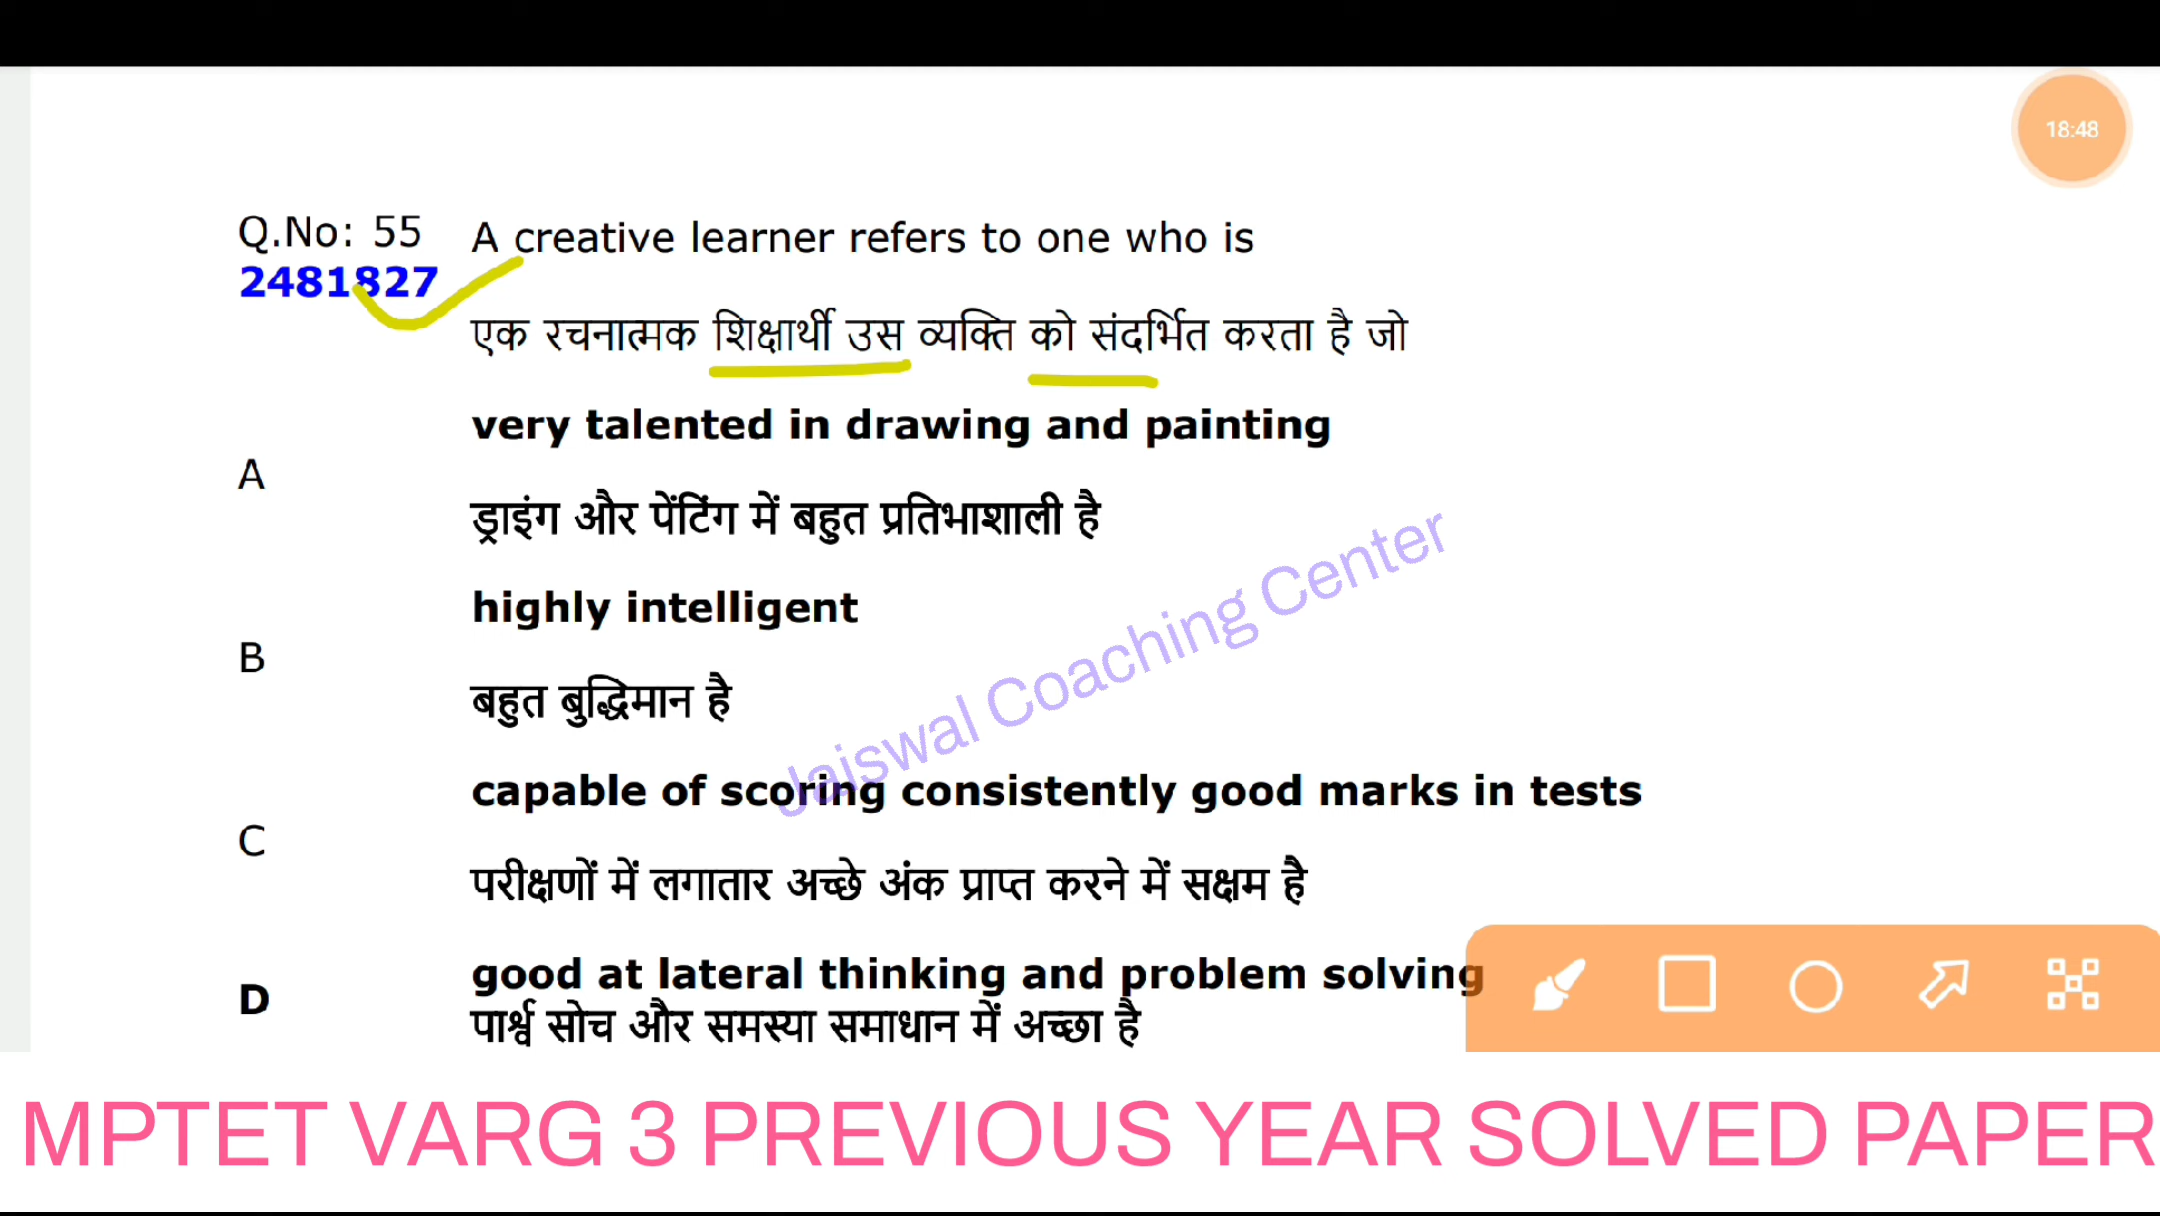 18:48
Q.No: 55 A creative learner refers to one who is
2481827
एक रचनात्मक शिक्षार्थी उस व्यक्ति को संदर्भित करता है जो
very talented in drawing and painting
A
ड्राइंग और पेंटिंग में बहुत प्रतिभाशाली है
highly intelligent
B
बहुत बुद्धिमान है
capable of scoring consistently good marks in tests
C
परीक्षणों में लगातार अच्छे अंक प्राप्त करने में सक्षम है
good at lateral thinking and problem solving
D
पार्श्व सोच और समस्या समाधान में अच्छा है
Jaiswal Coaching Center
MPTET VARG 3 PREVIOUS YEAR SOLVED PAPER